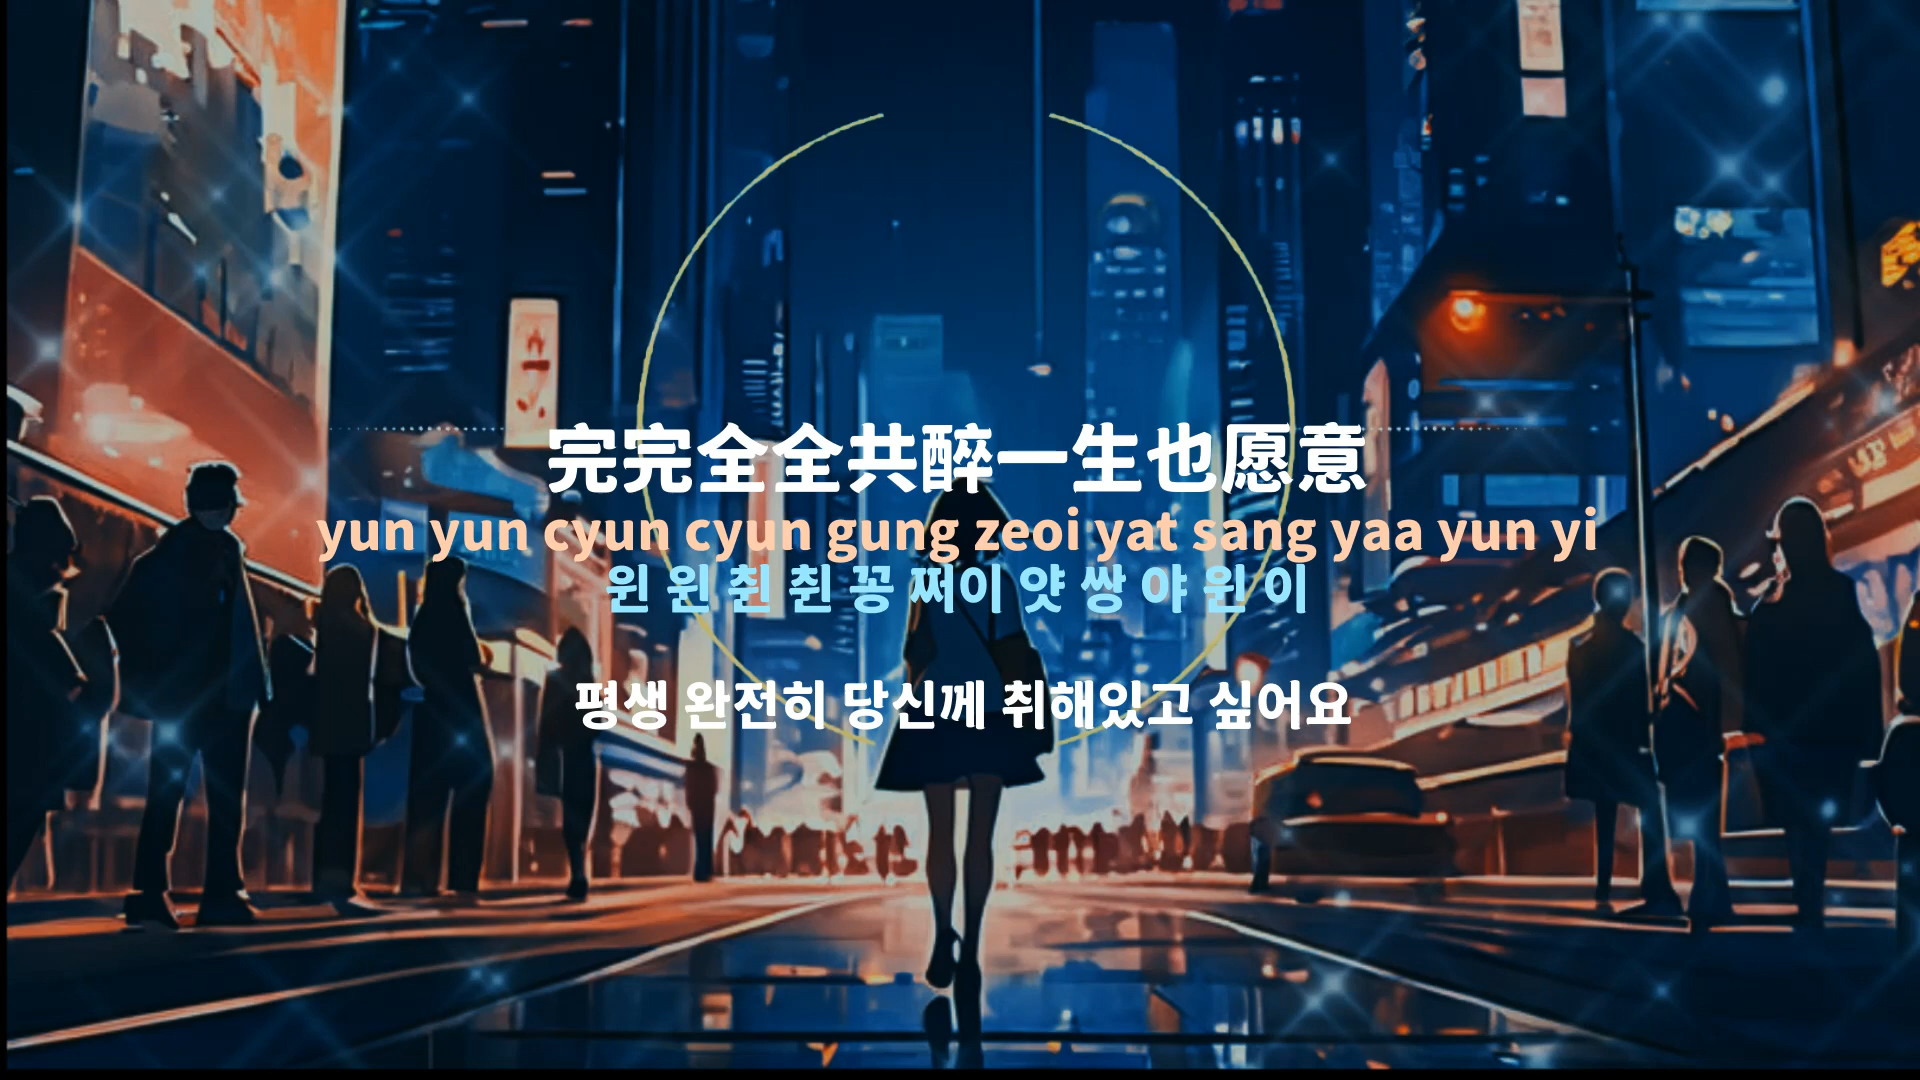 完完全全共醉一生也愿意
yun yun cyun cyun gung zeoi yat sang yaa yun yi
윈 윈 췬 췬 꽁 쩌이 얏 쌍 야 윈 이
평생 완전히 당신께 취해있고 싶어요